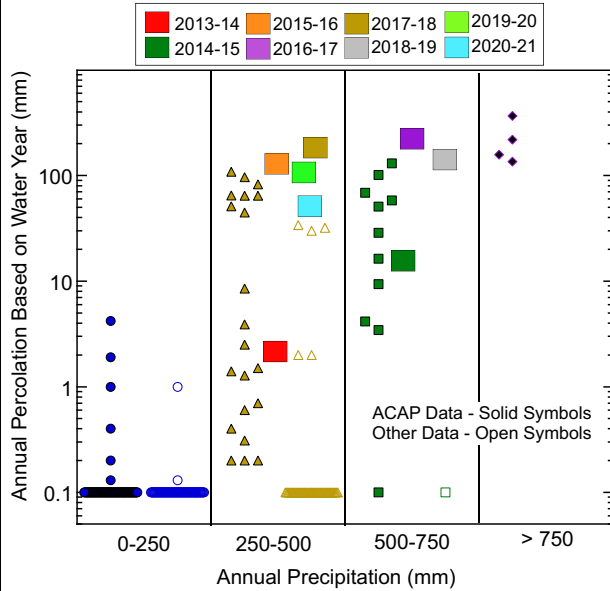 2013-14 2015-16 2017-18 2019-20
2014-15 2016-17 2018-19 2020-21
Annual Percolation Based on Water Year (mm)
100
10
1
0.1
ACAP Data - Solid Symbols
Other Data - Open Symbols
0-250 250-500 500-750 > 750
Annual Precipitation (mm)